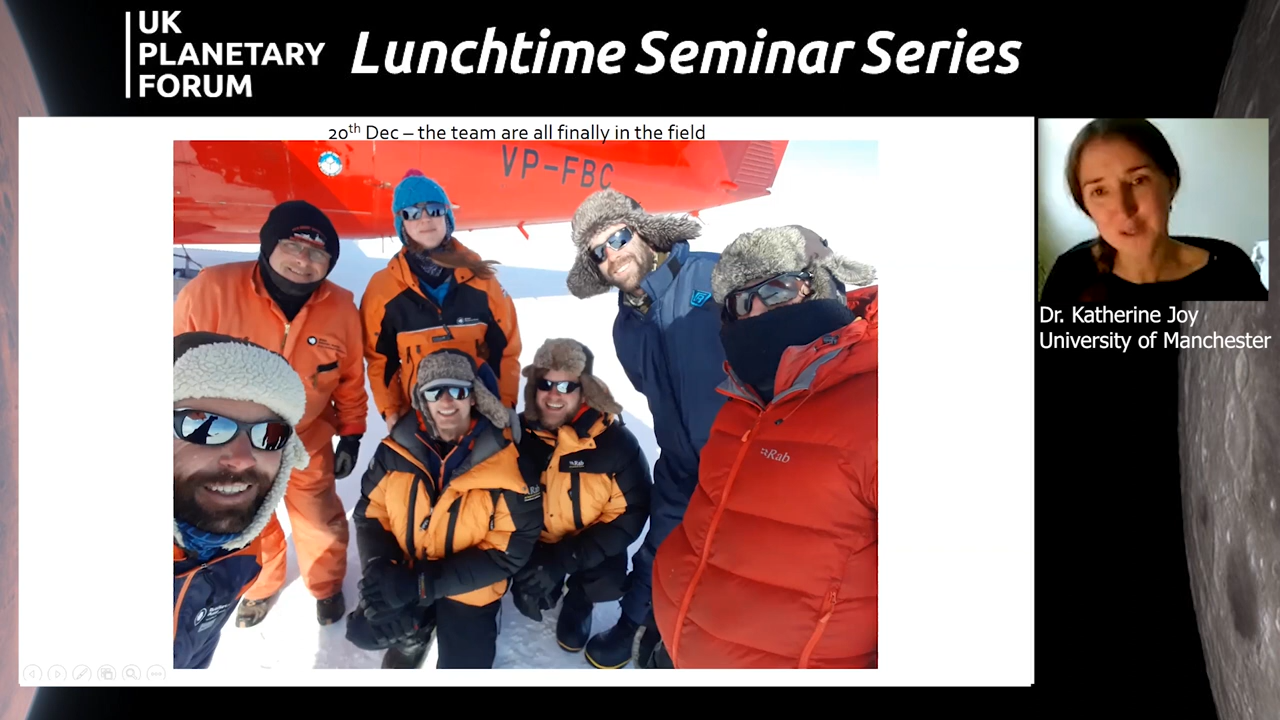 UK
PLANETARY
FORUM
Lunchtime Seminar Series
20th Dec – the team are all finally in the field
VP-FBC
Rab
Rab
Dr. Katherine Joy
University of Manchester